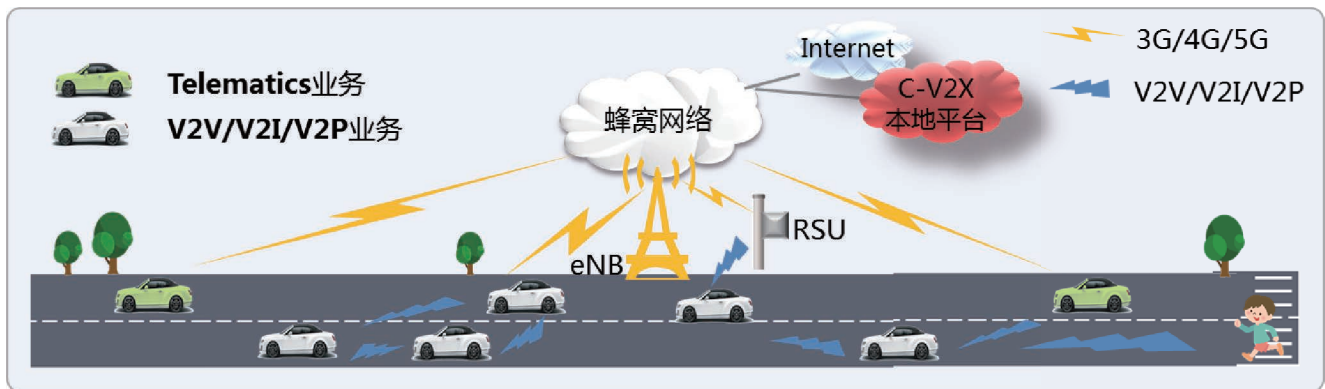 Telematics业务
V2V/V2I/V2P业务
蜂窝网络
Internet
C-V2X
本地平台
3G/4G/5G
V2V/V2I/V2P
eNB
RSU